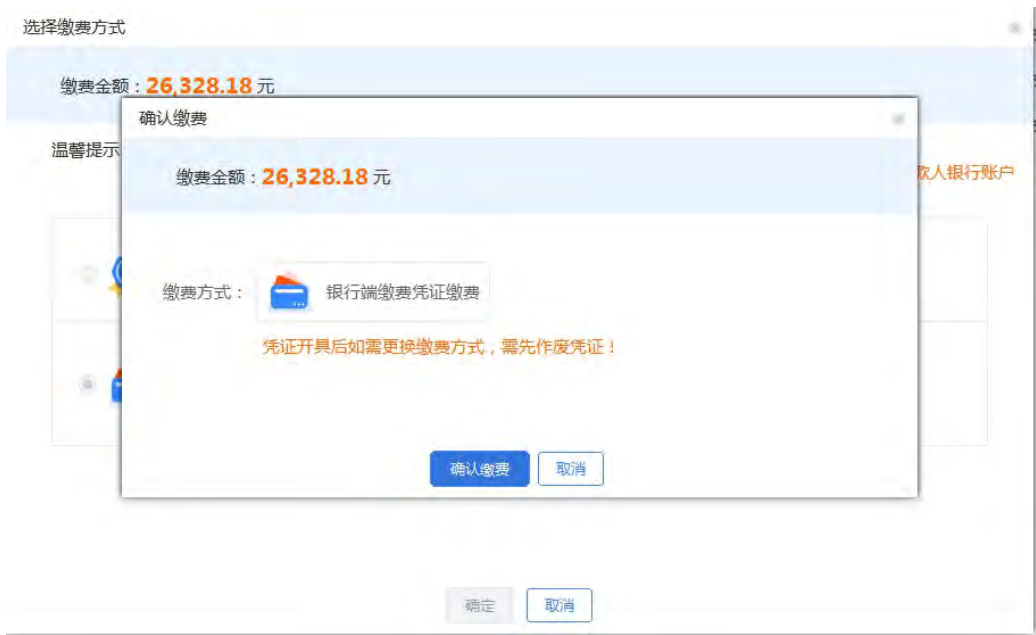 选择缴费方式
缴费金额：26,328.18 元
温馨提示
款人银行账户
确认缴费
缴费金额：26,328.18 元
缴费方式：
银行端缴费凭证缴费
凭证开具后如需更换缴费方式，需先作废凭证！
确认缴费
取消
确定
取消